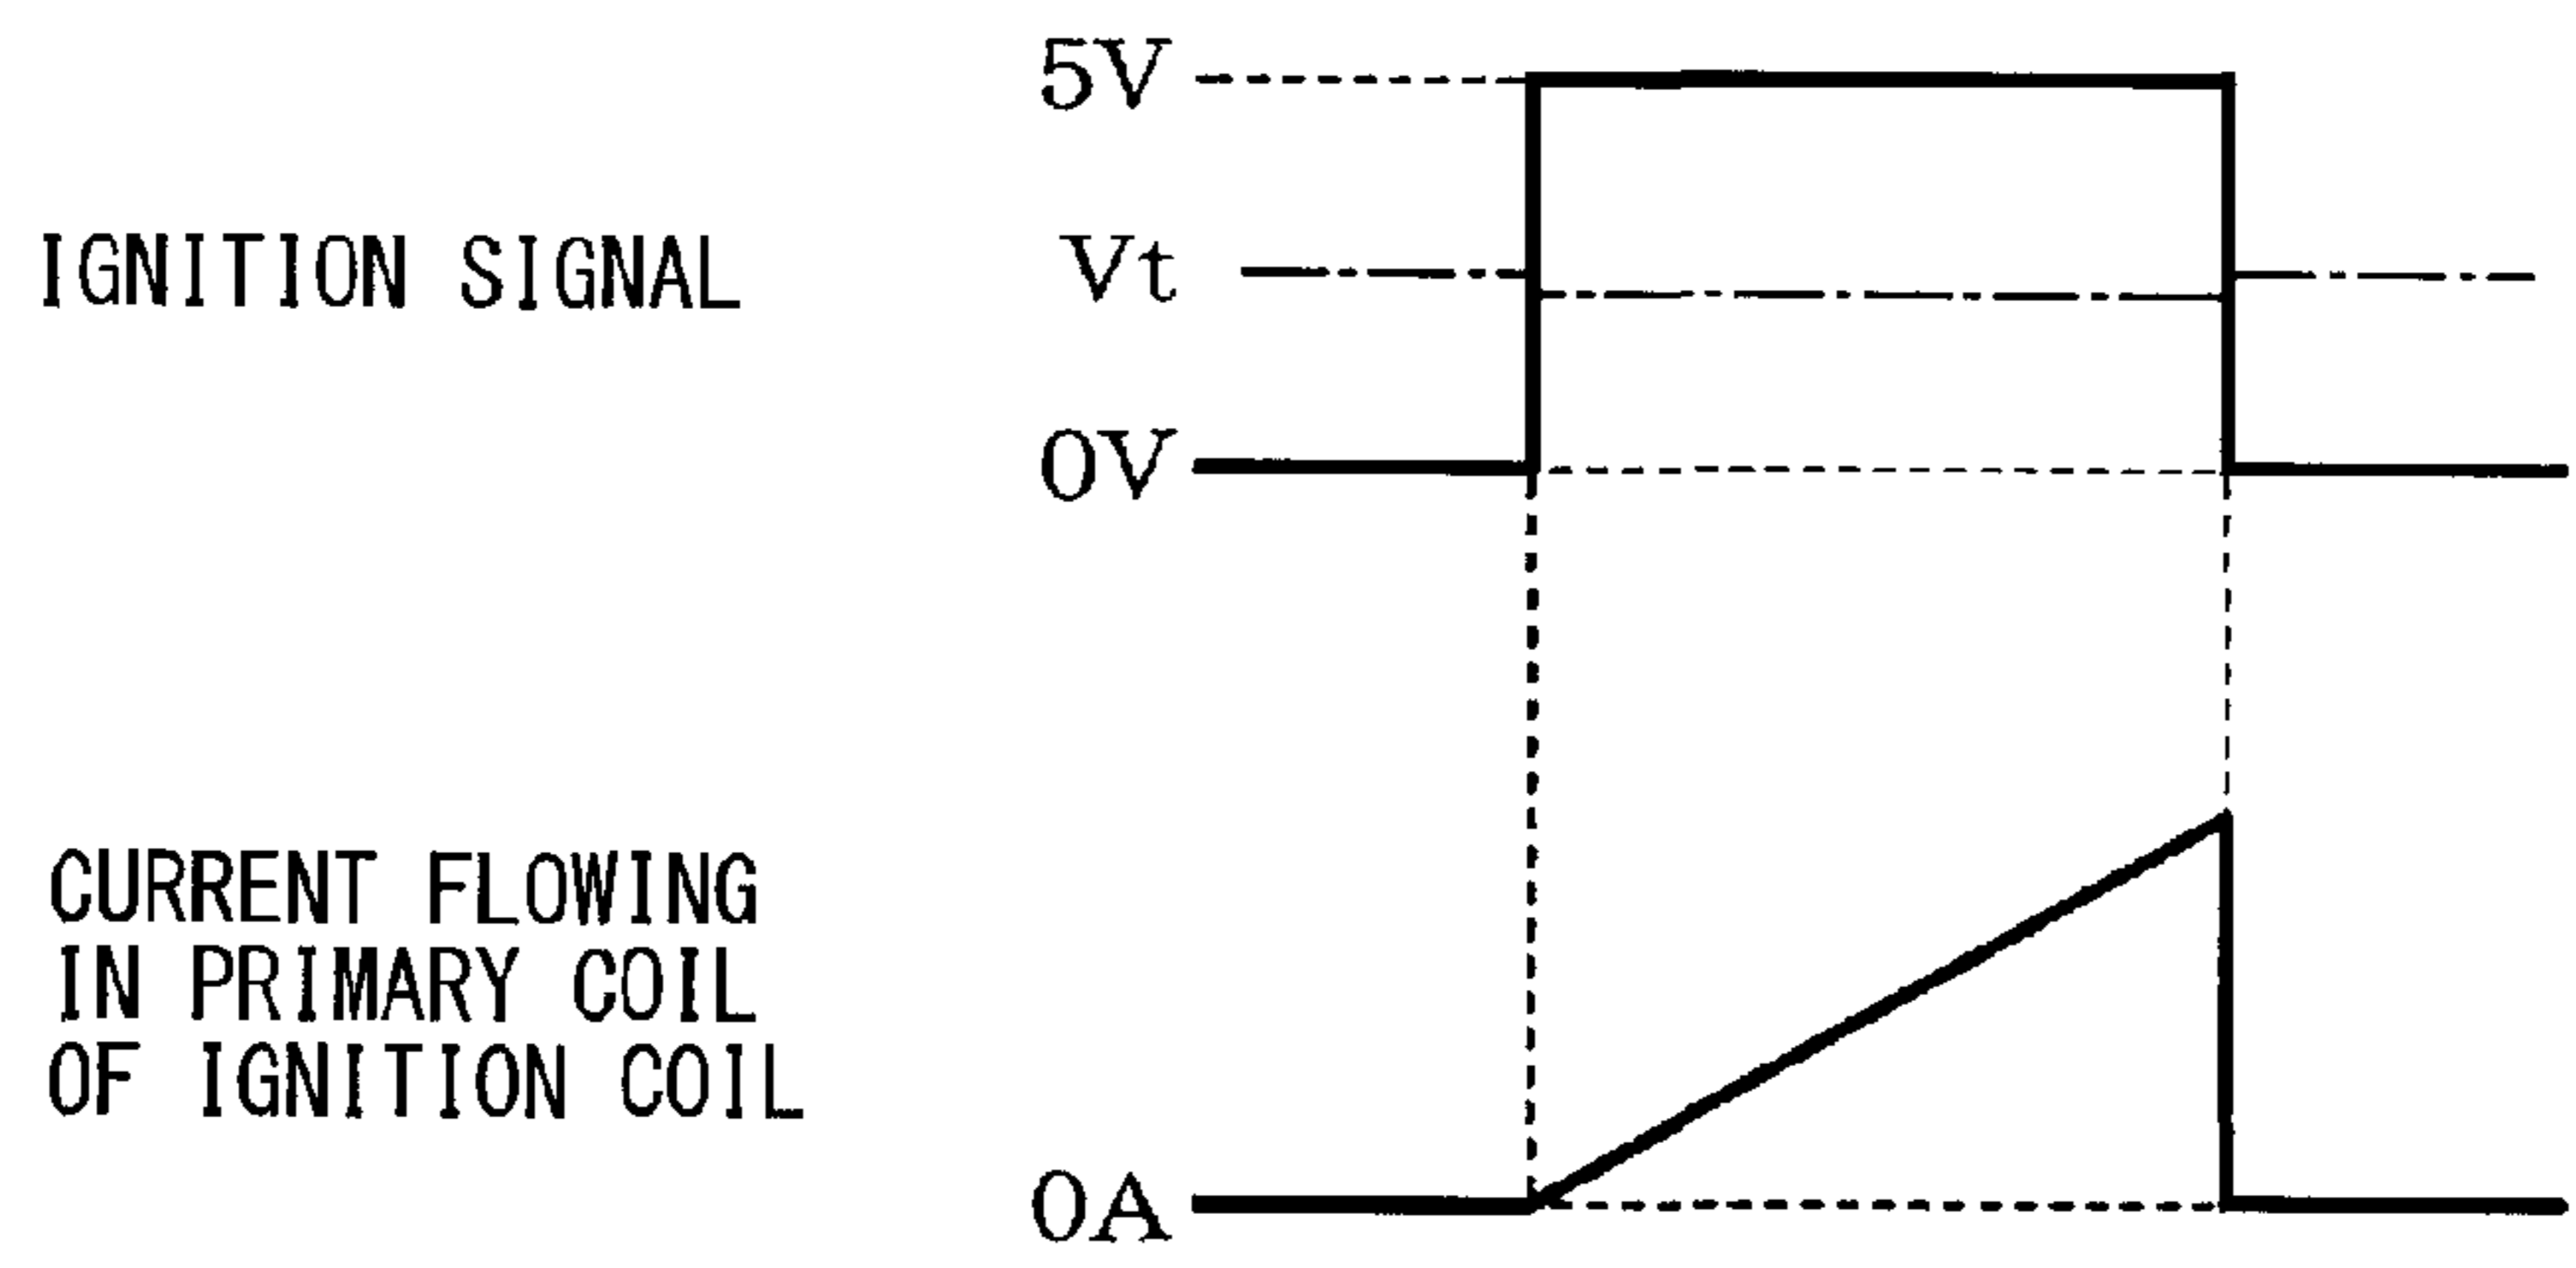 5V
IGNITION SIGNAL
Vt
0V
CURRENT FLOWING
IN PRIMARY COIL
OF IGNITION COIL
0A